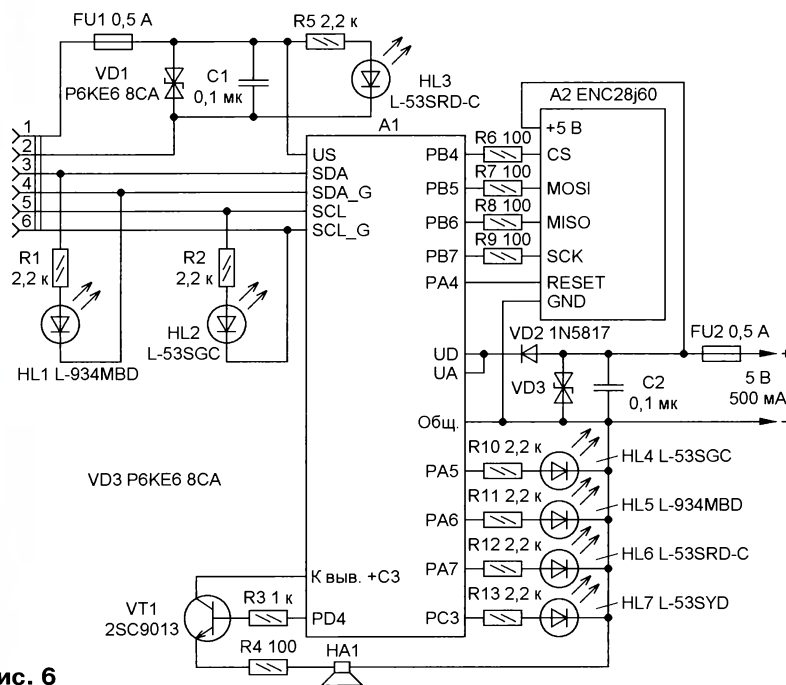 FU1 0,5 А
R5 2,2 к
VD1
P6KE6 8CA
C1
0,1 мк
HL3
L-53SRD-C
A1
A2 ENC28j60
1
2
3
4
5
6
US
SDA
SDA_G
SCL
SCL_G
PB4
PB5
PB6
PB7
PA4
R6 100
R7 100
R8 100
R9 100
+5 В
CS
MOSI
MISO
SCK
RESET
GND
R1
2,2 к
R2
2,2 к
HL1 L-934MBD
HL2
L-53SGC
UD
UA
Общ.
VD2 1N5817
VD3
C2
0,1 мк
FU2 0,5 А
+
5 В
500 мА
–
VD3 P6KE6 8CA
PA5
PA6
PA7
PC3
R10 2,2 к
R11 2,2 к
R12 2,2 к
R13 2,2 к
HL4 L-53SGC
HL5 L-934MBD
HL6 L-53SRD-C
HL7 L-53SYD
К выв. +C3
PD4
VT1
2SC9013
R3 1 к
R4 100
HA1
ис. 6